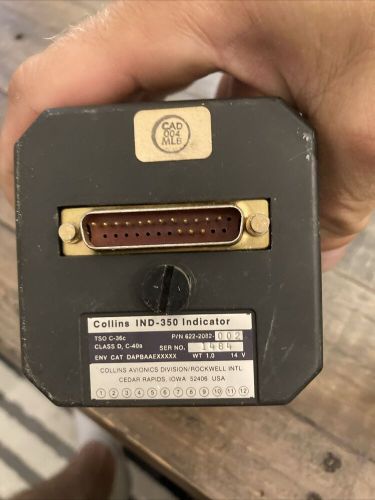 CAD
004
MLB
Collins IND-350 Indicator
TSO C-36c P/N 622-2082-002
CLASS D, C-40a SER NO. 1484
ENV CAT DAPBAAEXXXXX WT 1.0 14 V
COLLINS AVIONICS DIVISION/ROCKWELL INTL
CEDAR RAPIDS, IOWA 52406 USA
1 2 3 4 5 6 7 8 9 10 11 12